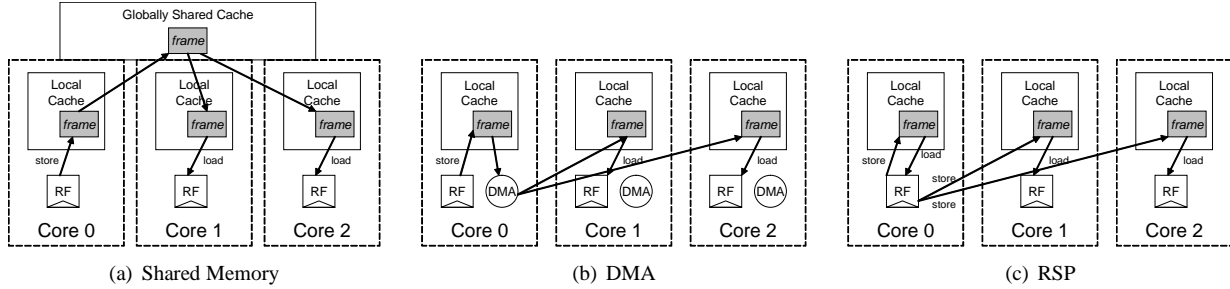 Globally Shared Cache
frame
Local
Cache
frame
store
RF
Core 0
Local
Cache
frame
load
RF
Core 1
Local
Cache
frame
load
RF
Core 2
(a) Shared Memory
Local
Cache
frame
store
RF
DMA
Core 0
Local
Cache
frame
load
RF
DMA
Core 1
Local
Cache
frame
load
RF
DMA
Core 2
(b) DMA
Local
Cache
frame
store
load
RF
store
store
Core 0
Local
Cache
frame
load
RF
Core 1
Local
Cache
frame
load
RF
Core 2
(c) RSP